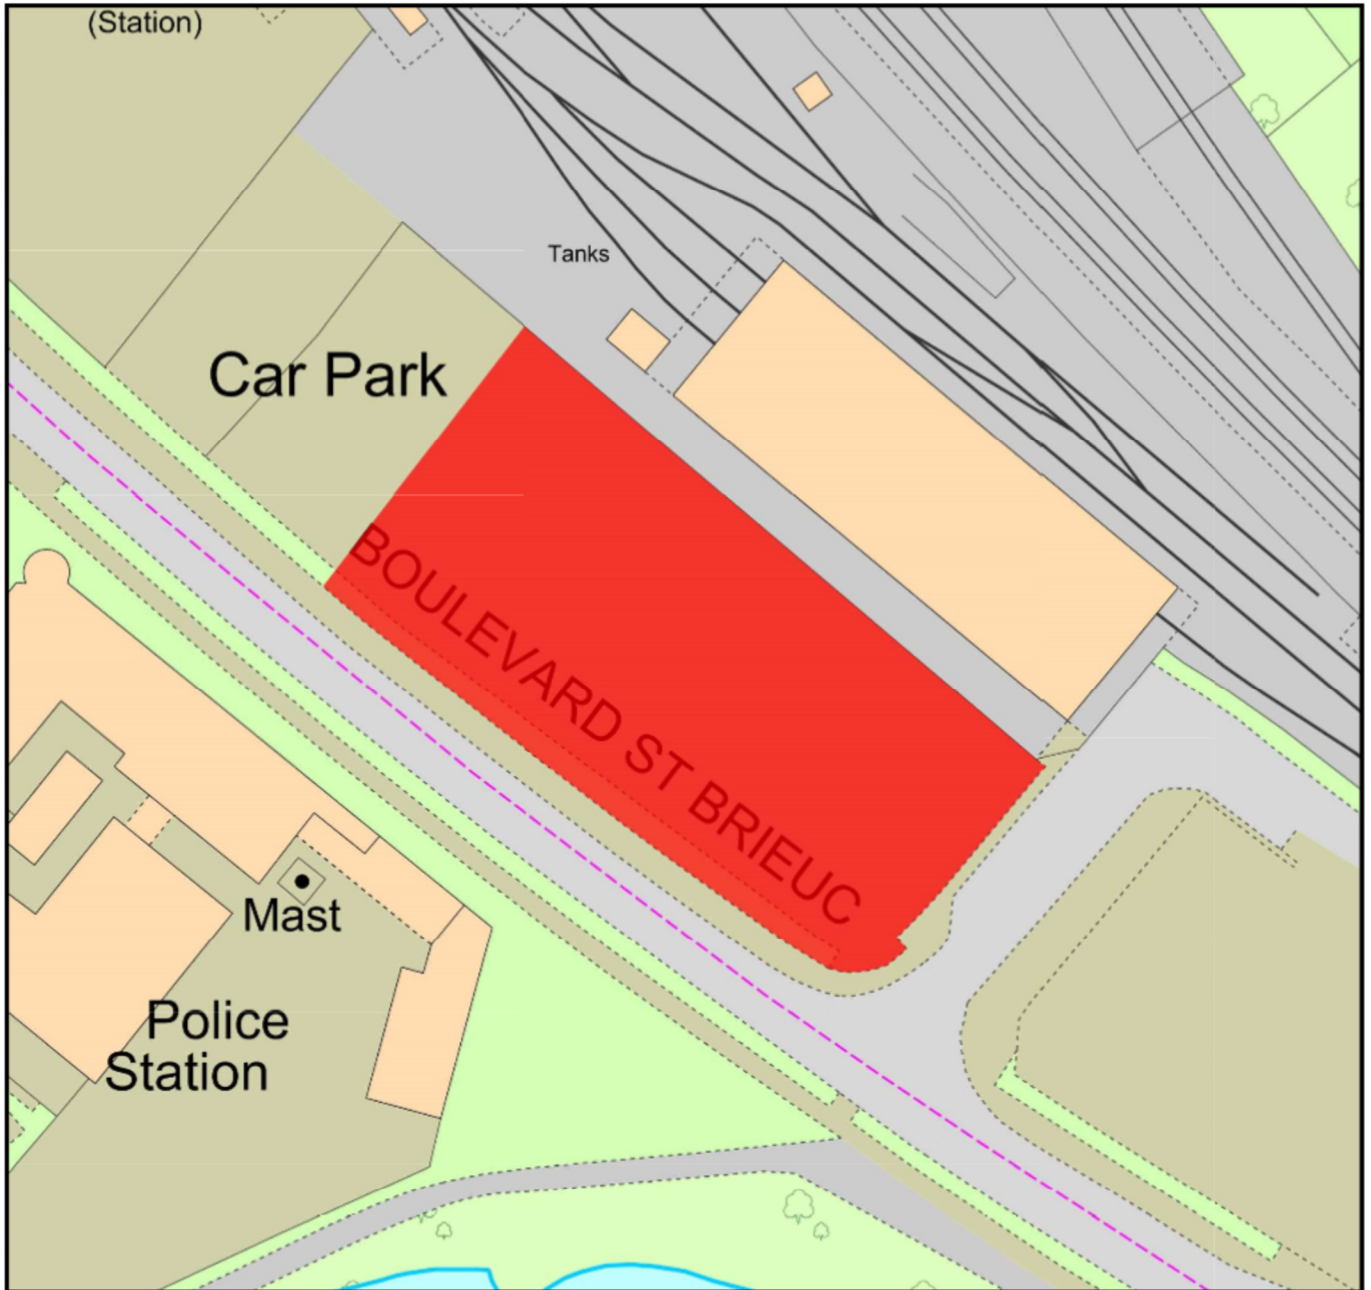 (Station)
Tanks
Car Park
BOULEVARD ST BRIEUC
Mast
Police
Station